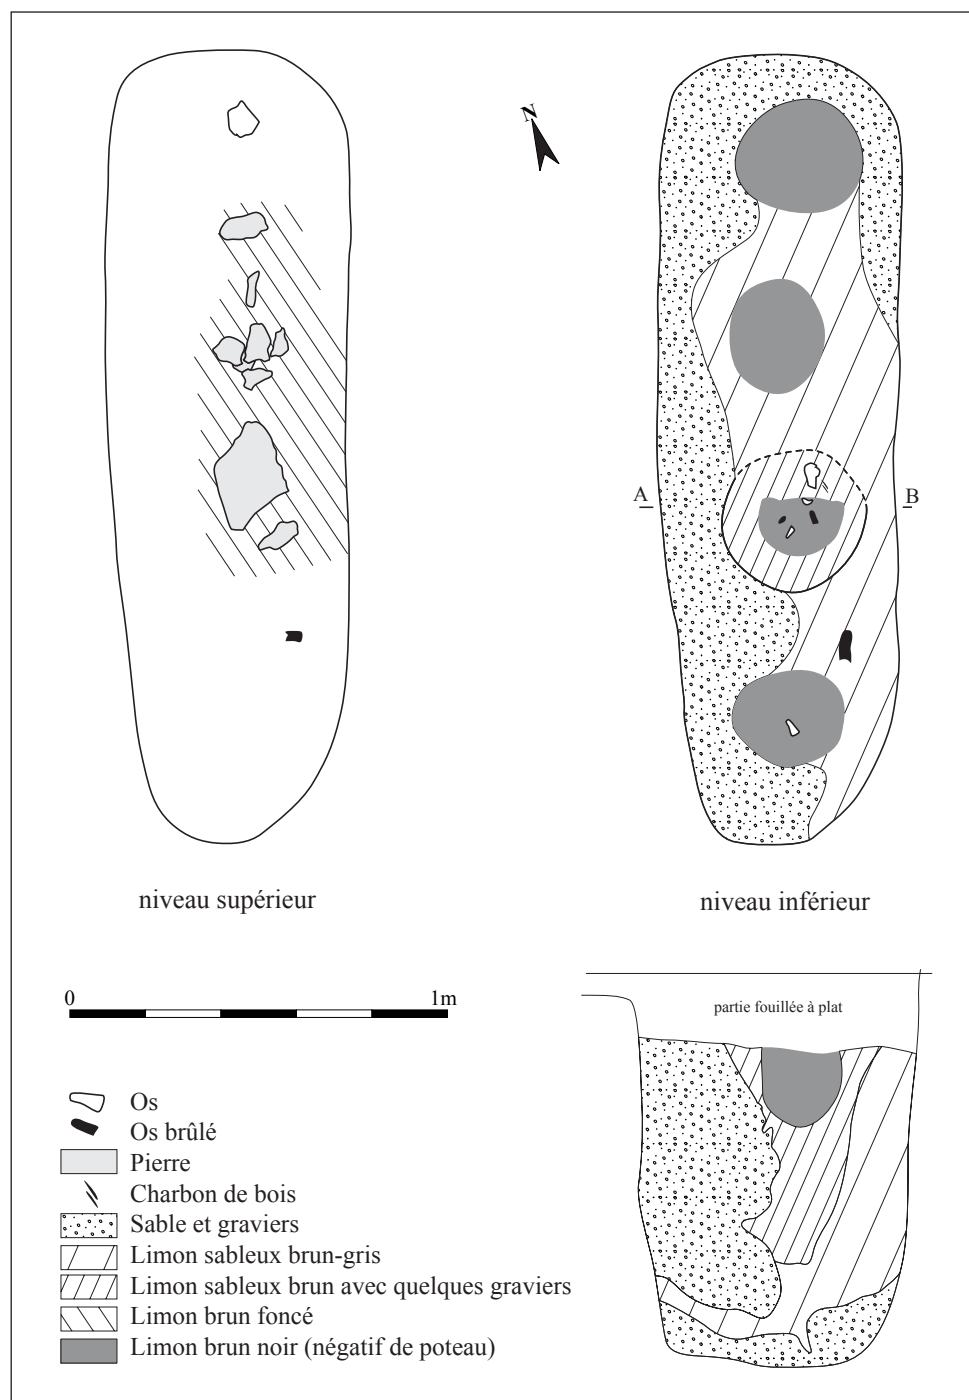 N
A
B
niveau supérieur
niveau inférieur
0 1m
partie fouillée à plat
Os
Os brûlé
Pierre
Charbon de bois
Sable et graviers
Limon sableux brun-gris
Limon sableux brun avec quelques graviers
Limon brun foncé
Limon brun noir (négatif de poteau)